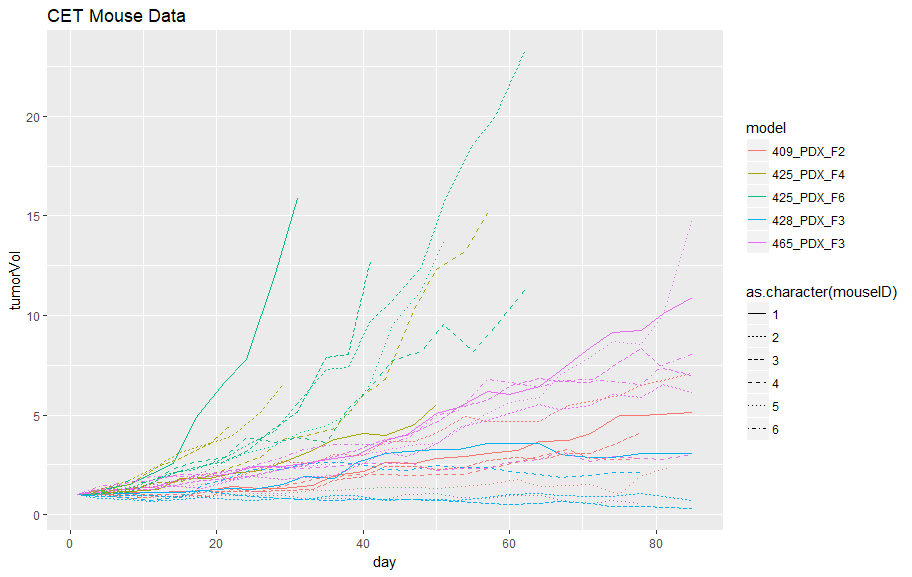 CET Mouse Data
tumorVol
20
15
10
5
0
0 20 40 60 80
day
model
409_PDX_F2
425_PDX_F4
425_PDX_F6
428_PDX_F3
465_PDX_F3
as.character(mouseID)
1
2
3
4
5
6